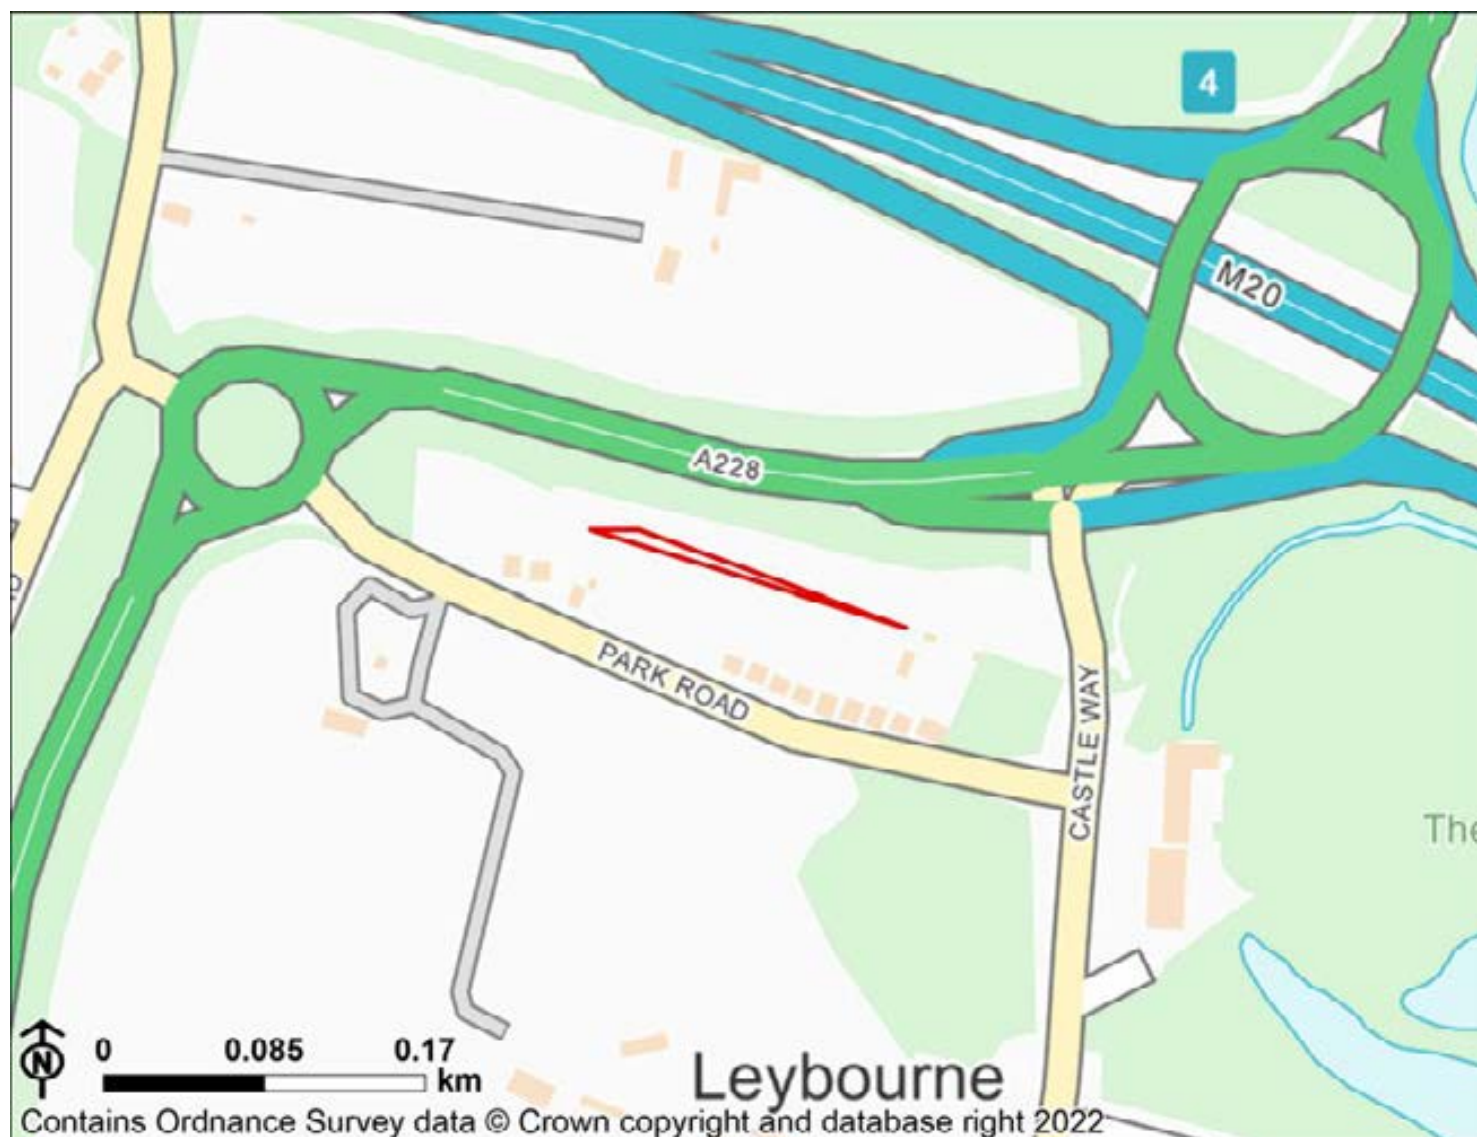 4
M20
A228
PARK ROAD
CASTLE WAY
The
N
0 0.085 0.17
km
Leybourne
Contains Ordnance Survey data © Crown copyright and database right 2022